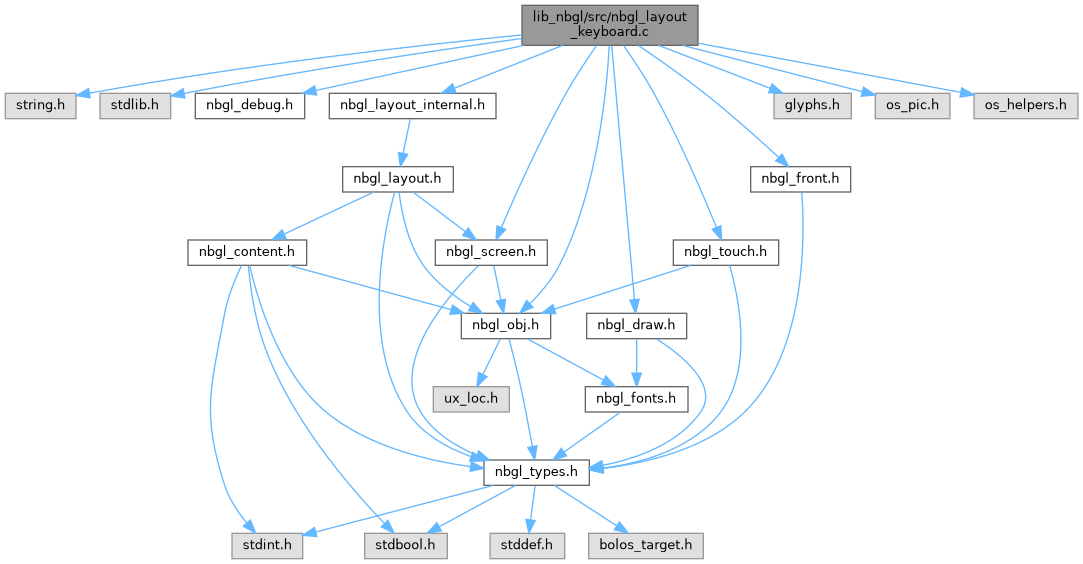 lib_nbgl/src/nbgl_layout
_keyboard.c
string.h
stdlib.h
nbgl_debug.h
nbgl_layout_internal.h
glyphs.h
os_pic.h
os_helpers.h
nbgl_layout.h
nbgl_front.h
nbgl_content.h
nbgl_screen.h
nbgl_touch.h
nbgl_obj.h
nbgl_draw.h
ux_loc.h
nbgl_fonts.h
nbgl_types.h
stdint.h
stdbool.h
stddef.h
bolos_target.h